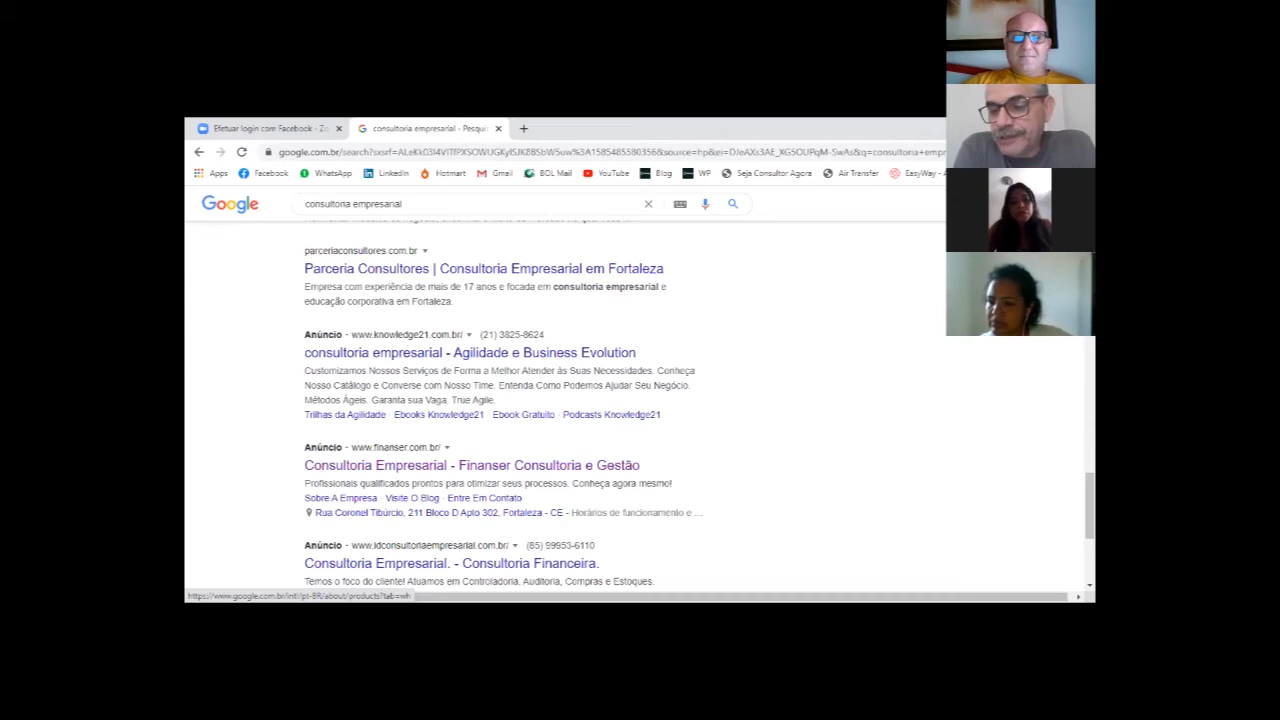 Efetuar login com Facebook - Zo
consultoria empresarial - Pesqui
google.com.br/search?
Apps Facebook WhatsApp LinkedIn Hotmart Gmail BOL Mail YouTube Blog WP Seja Consultor Agora Air Transfer EasyWay - A
Google consultoria empresarial
parceriaconsultores.com.br
Parceria Consultores | Consultoria Empresarial em Fortaleza
Empresa com experiência de mais de 17 anos e focada em consultoria empresarial e
educação corporativa em Fortaleza.
Anúncio - www.knowledge21.com.br/ (21) 3825-8624
consultoria empresarial - Agilidade e Business Evolution
Customizamos Nossos Serviços de Forma a Melhor Atender às Suas Necessidades. Conheça
Nosso Catálogo e Converse com Nosso Time. Entenda Como Podemos Ajudar Seu Negócio.
Métodos Ágeis. Garanta sua Vaga. True Agile.
Trilhas da Agilidade · Ebooks Knowledge21 · Ebook Gratuito · Podcasts Knowledge21
Anúncio - www.finanser.com.br/
Consultoria Empresarial - Finanser Consultoria e Gestão
Profissionais qualificados prontos para otimizar seus processos. Conheça agora mesmo!
Sobre A Empresa · Visite O Blog · Entre Em Contato
Rua Coronel Tibúrcio, 211 Bloco D Apto 302, Fortaleza - CE - Horários de funcionamento e ...
Anúncio - www.idconsultoriaempresarial.com.br/ (85) 99953-6110
Consultoria Empresarial. - Consultoria Financeira.
Temos o foco do cliente! Atuamos em Controladoria, Auditoria, Compras e Estoques.
https://www.google.com.br/intl/pt-BR/about/products?tab=wh